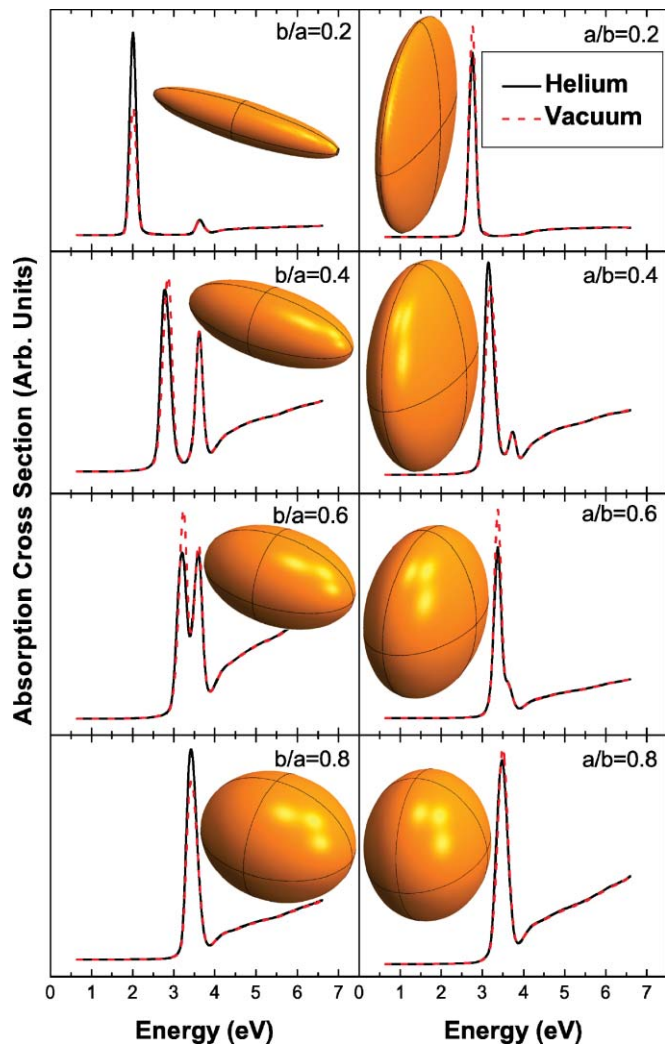 b/a=0.2
a/b=0.2
Helium
Vacuum
b/a=0.4
a/b=0.4
b/a=0.6
a/b=0.6
b/a=0.8
a/b=0.8
Absorption Cross Section (Arb. Units)
0 1 2 3 4 5 6 7 0 1 2 3 4 5 6 7
Energy (eV) Energy (eV)